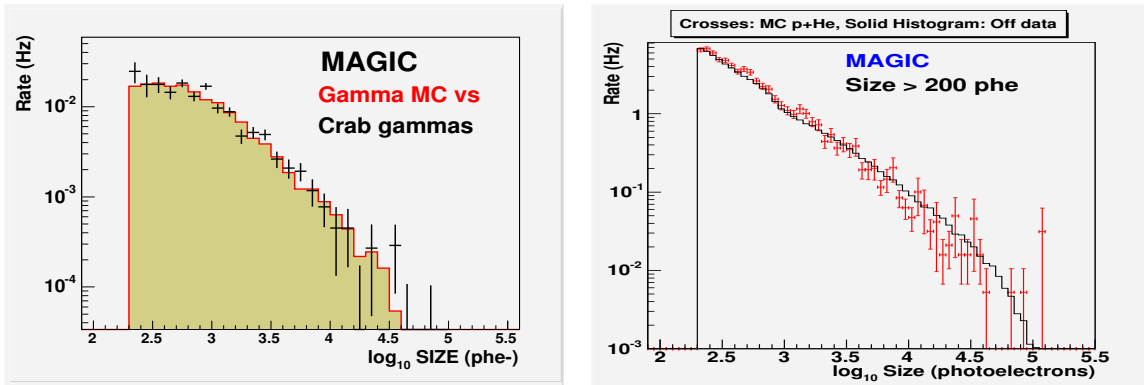 MAGIC
Gamma MC vs
Crab gammas
Rate (Hz)
10⁻²
10⁻³
10⁻⁴
2 2.5 3 3.5 4 4.5 5 5.5
log₁₀ SIZE (phe-)
Crosses: MC p+He, Solid Histogram: Off data
MAGIC
Size > 200 phe
Rate (Hz)
1
10⁻¹
10⁻²
10⁻³
2 2.5 3 3.5 4 4.5 5 5.5
log₁₀ Size (photoelectrons)